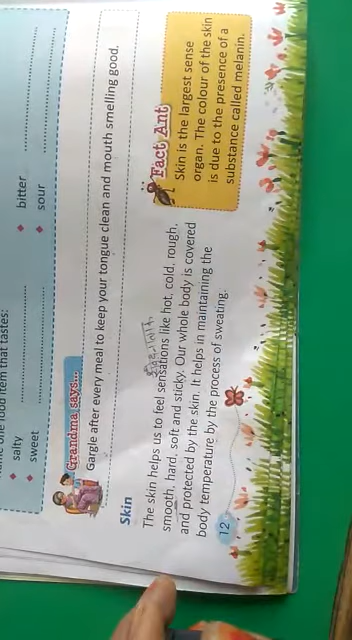 one food item that tastes:
salty
bitter
sweet
sour
Grandma says...
Gargle after every meal to keep your tongue clean and mouth smelling good.
Skin
The skin helps us to feel sensations like hot, cold, rough,
smooth, hard, soft and sticky. Our whole body is covered
and protected by the skin. It helps in maintaining the
body temperature by the process of sweating.
Fact Ant
Skin is the largest sense
organ. The colour of the skin
is due to the presence of a
substance called melanin.
12